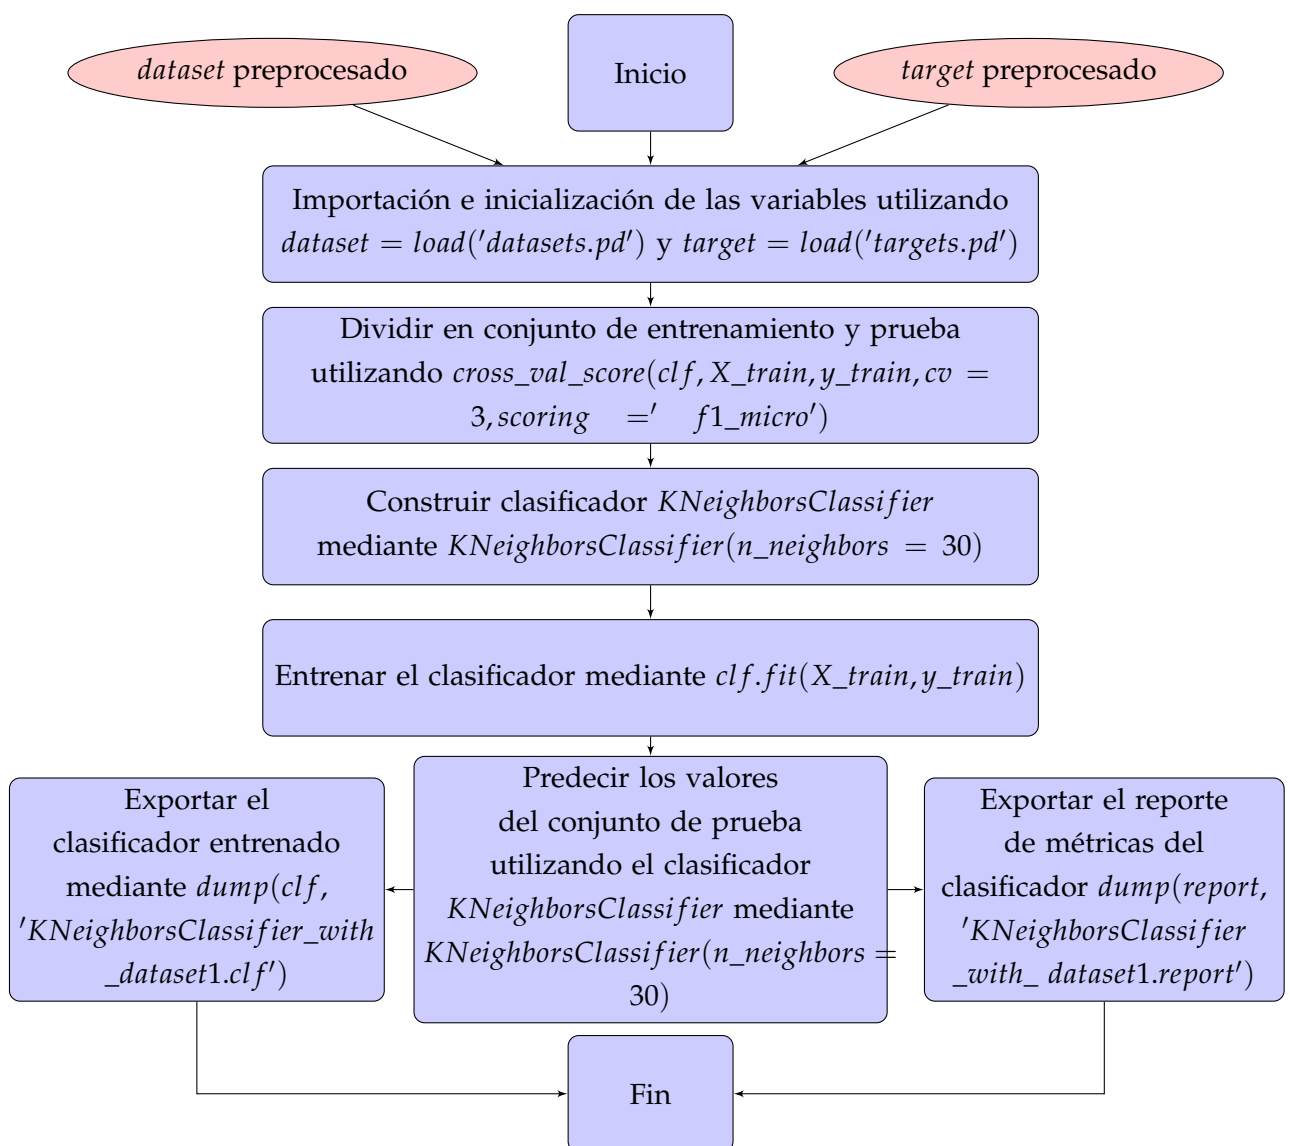 dataset preprocesado
Inicio
target preprocesado
Importación e inicialización de las variables utilizando
dataset = load('datasets.pd') y target = load('targets.pd')
Dividir en conjunto de entrenamiento y prueba
utilizando cross_val_score(clf, X_train, y_train, cv =
3, scoring =' f1_micro')
Construir clasificador KNeighborsClassifier
mediante KNeighborsClassifier(n_neighbors = 30)
Entrenar el clasificador mediante clf.fit(X_train, y_train)
Exportar el
clasificador entrenado
mediante dump(clf,
'KNeighborsClassifier_with
_dataset1.clf')
Predecir los valores
del conjunto de prueba
utilizando el clasificador
KNeighborsClassifier mediante
KNeighborsClassifier(n_neighbors =
30)
Exportar el reporte
de métricas del
clasificador dump(report,
'KNeighborsClassifier
_with_ dataset1.report')
Fin